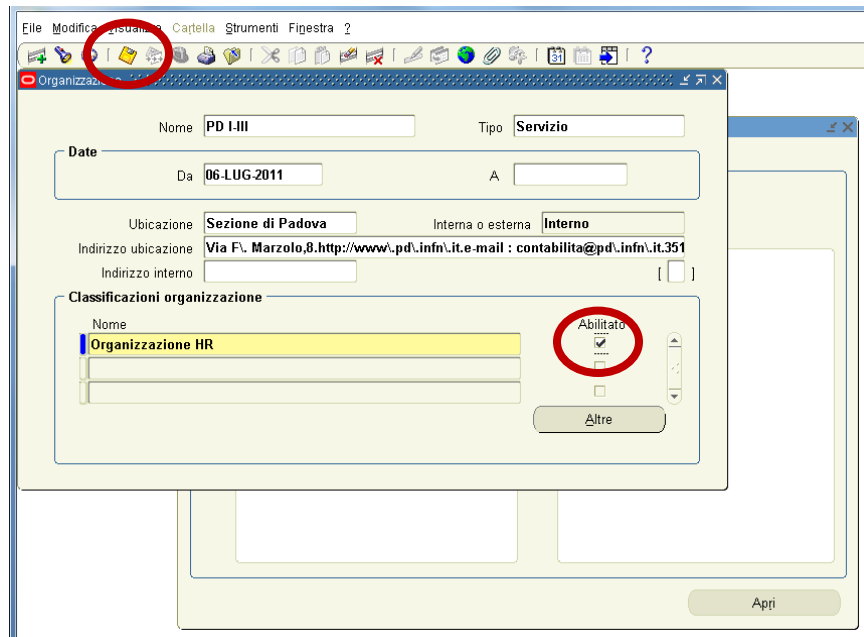 File Modifica Visualizza Cartella Strumenti Finestra ?
31 ?
Organizzazione
Nome PD I-III Tipo Servizio
Date
Da 06-LUG-2011 A
Ubicazione Sezione di Padova Interna o esterna Interno
Indirizzo ubicazione Via F\. Marzolo,8.http://www\.pd\.infn\.it.e-mail : contabilita@pd\.infn\.it.351
Indirizzo interno [ ]
Classificazioni organizzazione
Nome Abilitato
Organizzazione HR
Altre
Apri